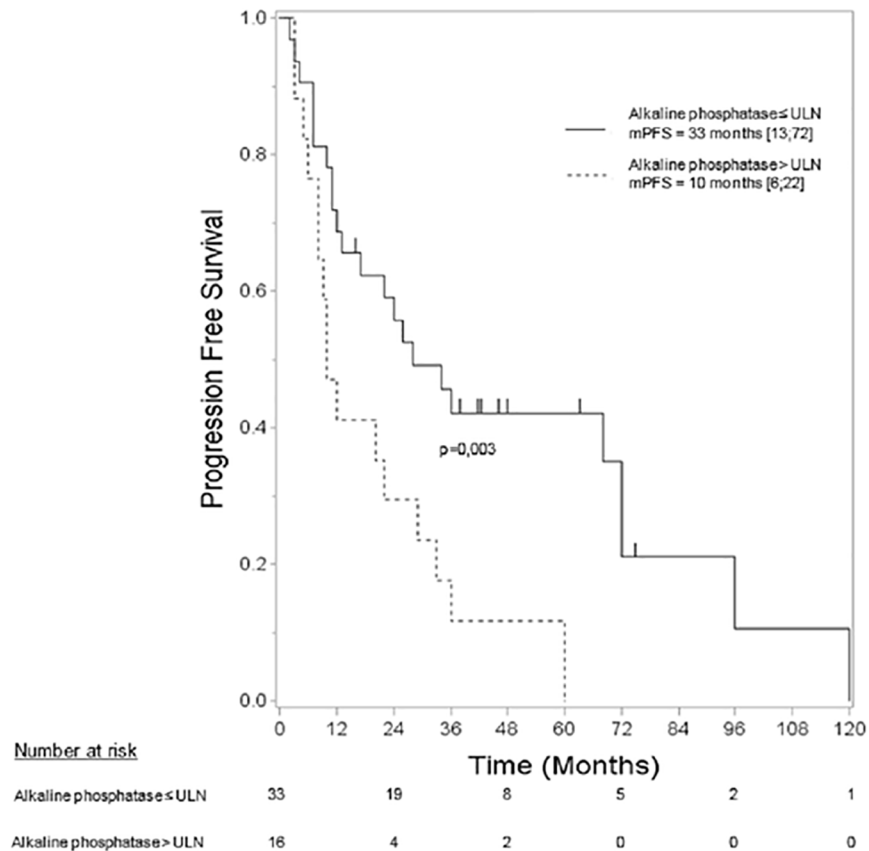 1.0
0.8
0.6
0.4
0.2
0.0
Progression Free Survival
Alkaline phosphatase≤ ULN
mPFS = 33 months [13;72]
Alkaline phosphatase> ULN
mPFS = 10 months [6;22]
p=0,003
0 12 24 36 48 60 72 84 96 108 120
Time (Months)
Number at risk
Alkaline phosphatase≤ ULN 33 19 8 5 2 1
Alkaline phosphatase> ULN 16 4 2 0 0 0